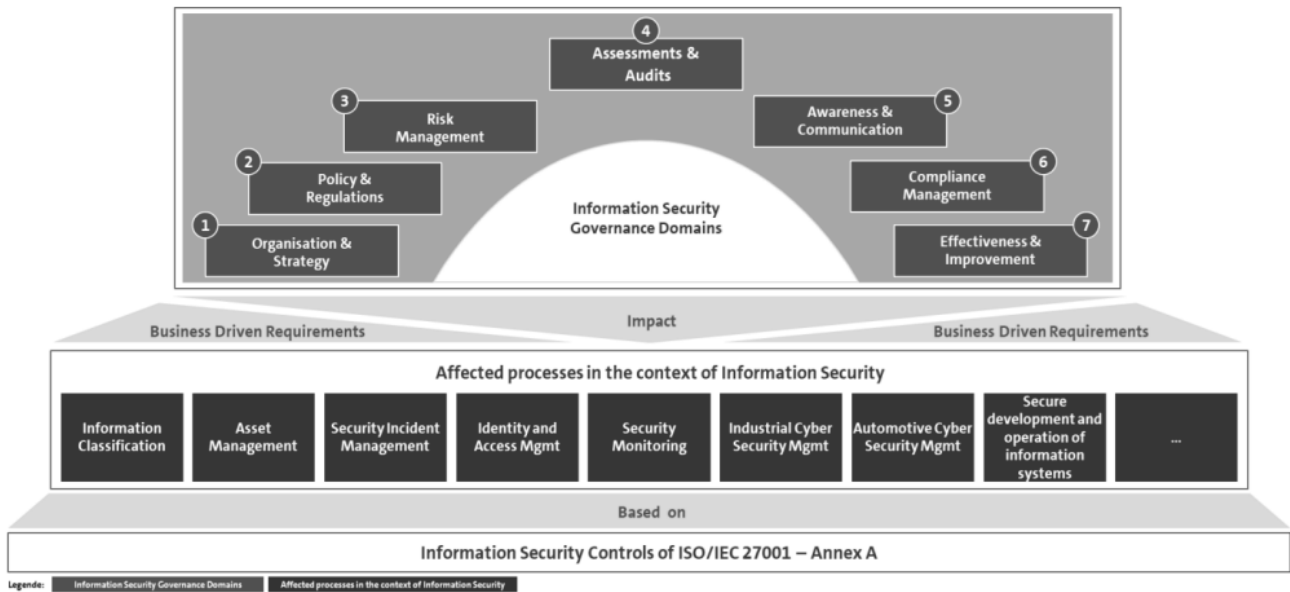 4
Assessments &
Audits
3
Risk
Management
5
Awareness &
Communication
2
Policy &
Regulations
6
Compliance
Management
Information Security
Governance Domains
1
Organisation &
Strategy
7
Effectiveness &
Improvement
Business Driven Requirements
Impact
Business Driven Requirements
Affected processes in the context of Information Security
Information
Classification
Asset
Management
Security Incident
Management
Identity and
Access Mgmt
Security
Monitoring
Industrial Cyber
Security Mgmt
Automotive Cyber
Security Mgmt
Secure
development and
operation of
information
systems
...
Based on
Information Security Controls of ISO/IEC 27001 – Annex A
Legende:
Information Security Governance Domains
Affected processes in the context of Information Security